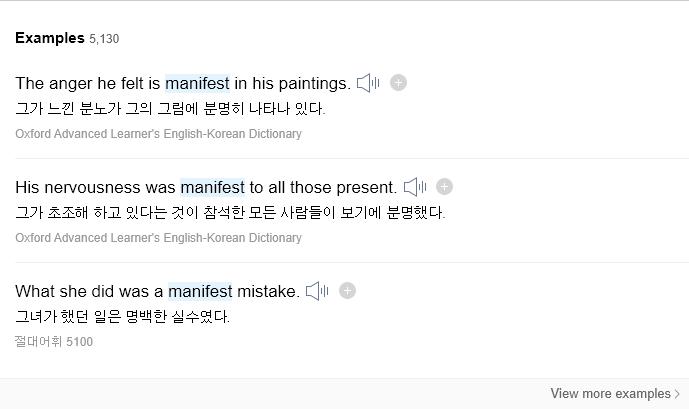 Examples 5,130
The anger he felt is manifest in his paintings.
그가 느낀 분노가 그의 그림에 분명히 나타나 있다.
Oxford Advanced Learner's English-Korean Dictionary
His nervousness was manifest to all those present.
그가 초조해 하고 있다는 것이 참석한 모든 사람들이 보기에 분명했다.
Oxford Advanced Learner's English-Korean Dictionary
What she did was a manifest mistake.
그녀가 했던 일은 명백한 실수였다.
절대어휘 5100
View more examples